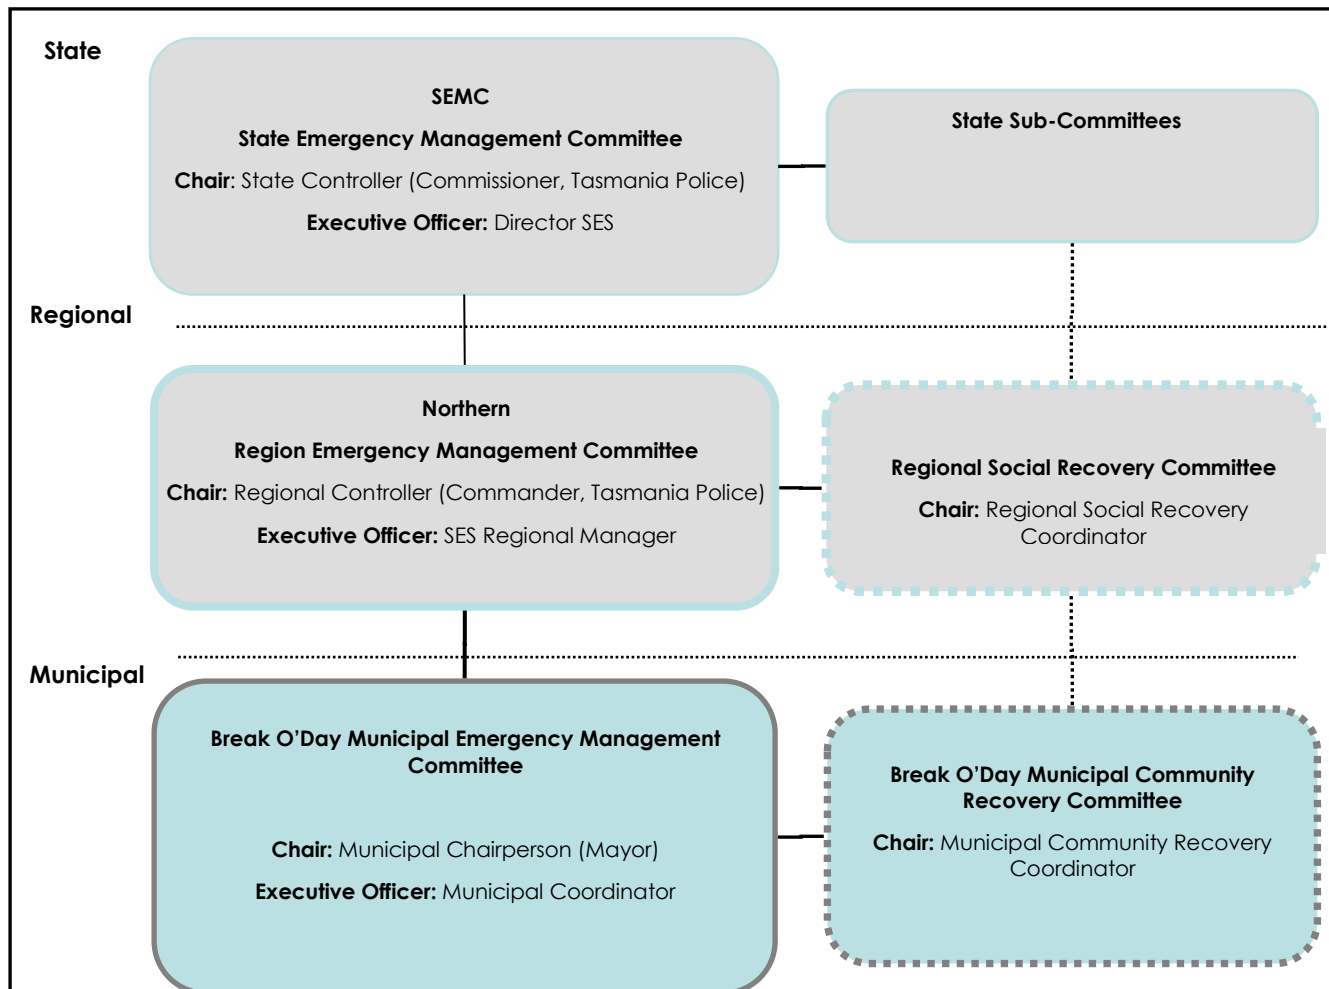 State
SEMC
State Emergency Management Committee
Chair: State Controller (Commissioner, Tasmania Police)
Executive Officer: Director SES
State Sub-Committees
Regional
Northern
Region Emergency Management Committee
Chair: Regional Controller (Commander, Tasmania Police)
Executive Officer: SES Regional Manager
Regional Social Recovery Committee
Chair: Regional Social Recovery
Coordinator
Municipal
Break O’Day Municipal Emergency Management
Committee
Chair: Municipal Chairperson (Mayor)
Executive Officer: Municipal Coordinator
Break O’Day Municipal Community
Recovery Committee
Chair: Municipal Community Recovery
Coordinator